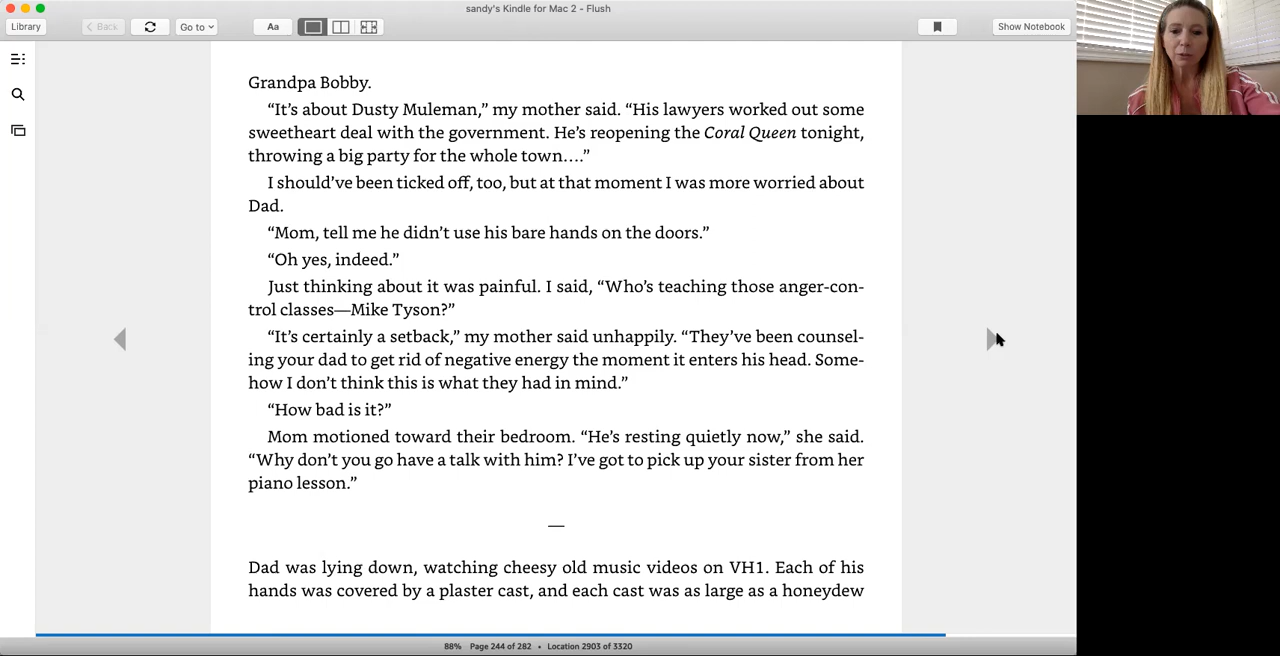 sandy's Kindle for Mac 2 - Flush
Library
Back
Go to
Aa
Show Notebook
Grandpa Bobby.
“It’s about Dusty Muleman,” my mother said. “His lawyers worked out some
sweetheart deal with the government. He’s reopening the Coral Queen tonight,
throwing a big party for the whole town....”
I should’ve been ticked off, too, but at that moment I was more worried about
Dad.
“Mom, tell me he didn’t use his bare hands on the doors.”
“Oh yes, indeed.”
Just thinking about it was painful. I said, “Who’s teaching those anger-con-
trol classes—Mike Tyson?”
“It’s certainly a setback,” my mother said unhappily. “They’ve been counsel-
ing your dad to get rid of negative energy the moment it enters his head. Some-
how I don’t think this is what they had in mind.”
“How bad is it?”
Mom motioned toward their bedroom. “He’s resting quietly now,” she said.
“Why don’t you go have a talk with him? I’ve got to pick up your sister from her
piano lesson.”
—
Dad was lying down, watching cheesy old music videos on VH1. Each of his
hands was covered by a plaster cast, and each cast was as large as a honeydew
88% Page 244 of 282 • Location 2903 of 3320